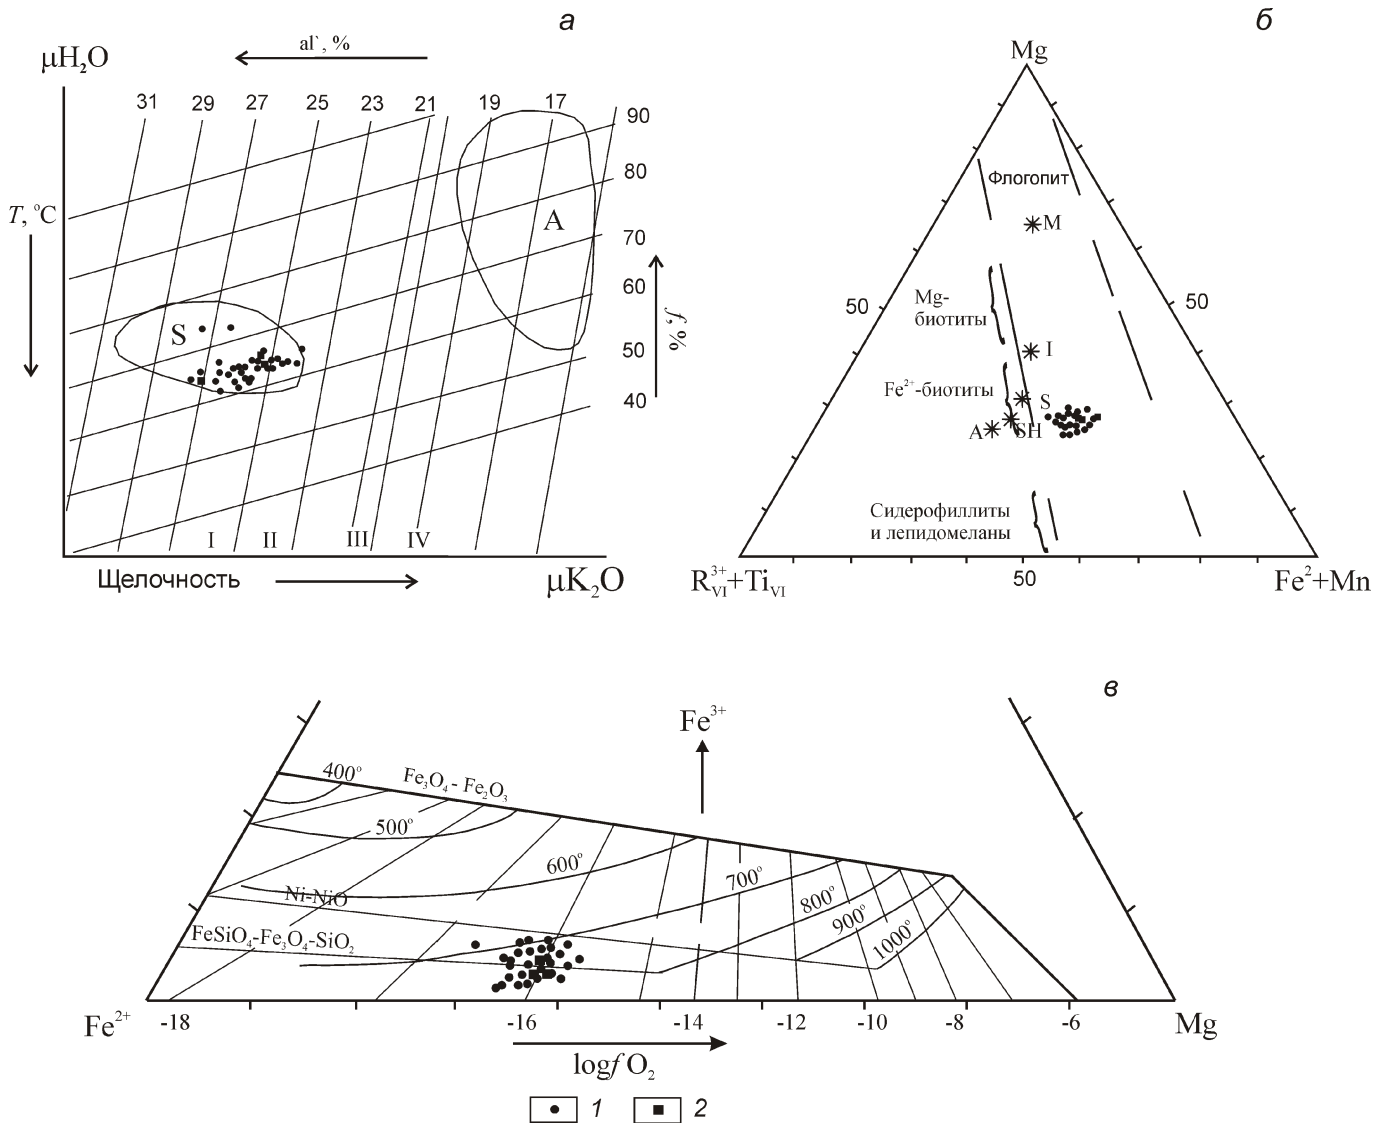 а
б
al`, %
μH₂O
31 29 27 25 23 21 19 17
90
80
70
60
50
40
T, °C
f, %
A
S
I II III IV
Щелочность
μK₂O
Mg
Флогопит
M
50
50
Mg-
биотиты
I
Fe²⁺-биотиты
S
A
SH
Сидерофиллиты
и лепидомеланы
R³⁺VI+TiVI
50
Fe²+Mn
в
Fe³⁺
400°
Fe₃O₄ - Fe₂O₃
500°
600°
700°
800°
900°
1000°
Ni-NiO
FeSiO₄-Fe₃O₄-SiO₂
Fe²⁺
-18 -16 -14 -12 -10 -8 -6
Mg
logf O₂
1 2